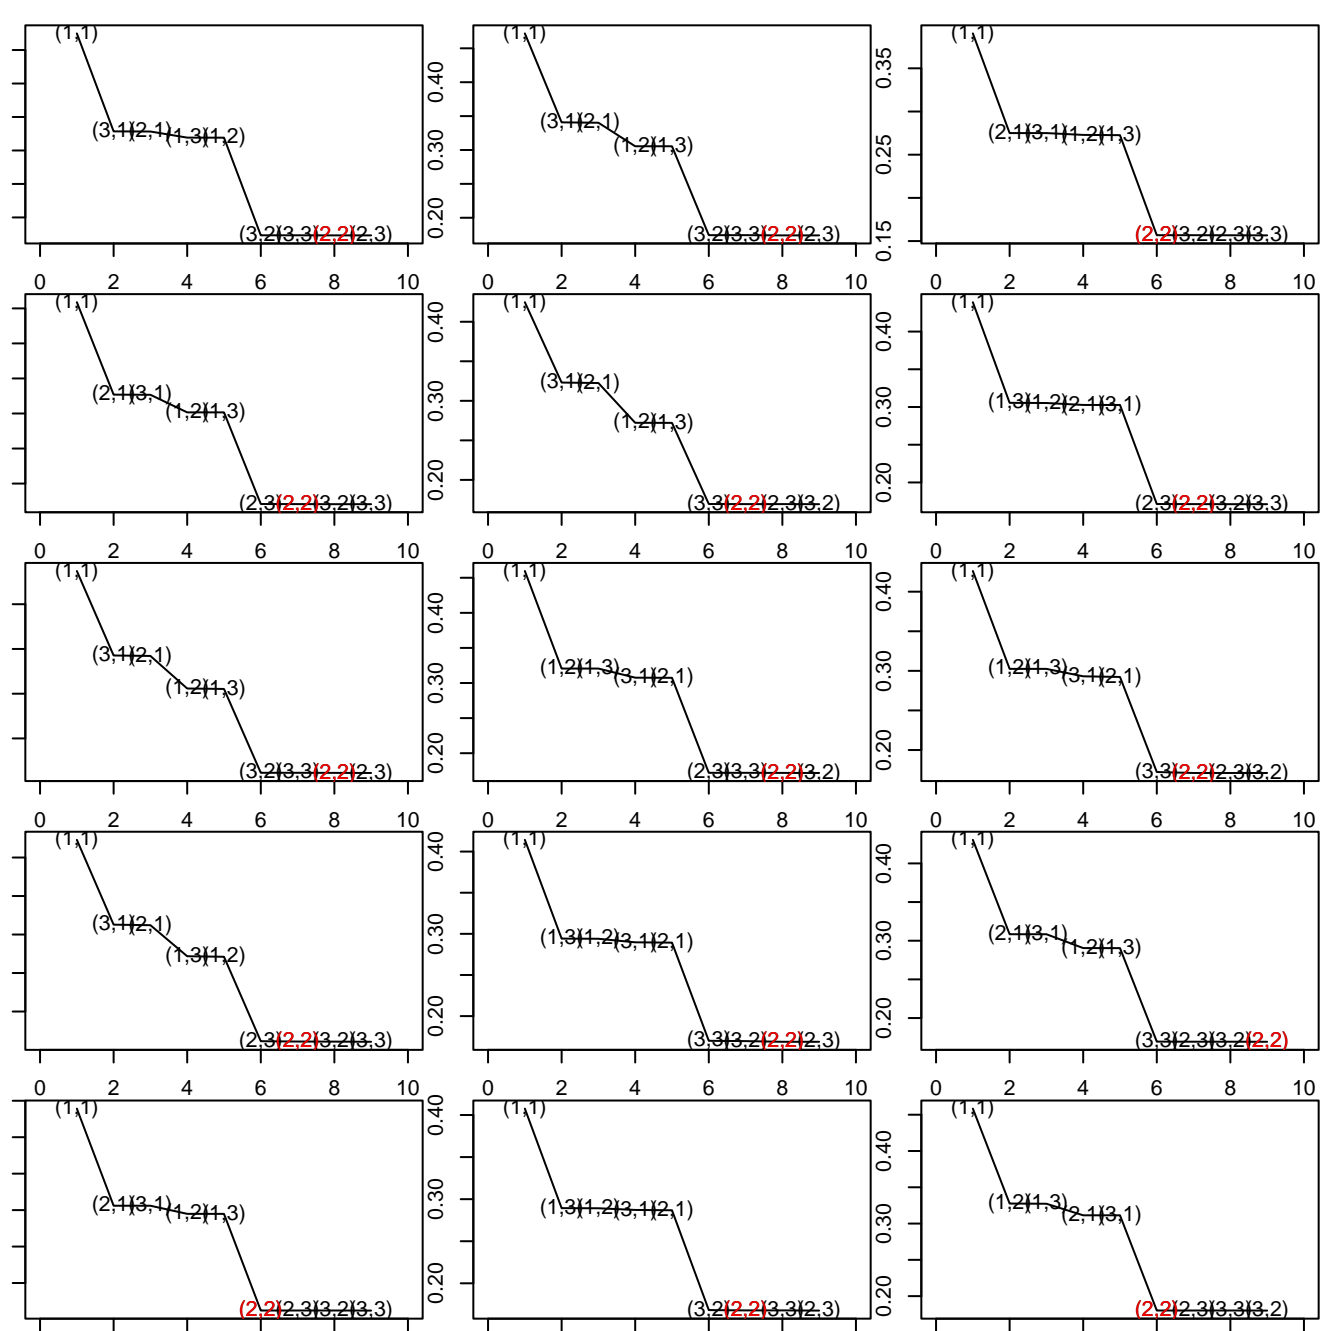 (1,1) (3,1) (2,1) (1,3) (1,2) (3,2) (3,3) (2,2) (2,3)
0.20 0.30 0.40
(1,1) (3,1) (2,1) (1,2) (1,3) (3,2) (3,3) (2,2) (2,3)
0.15 0.25 0.35
(1,1) (2,1) (3,1) (1,2) (1,3) (2,2) (3,2) (2,3) (3,3)
0 2 4 6 8 10 0 2 4 6 8 10 0 2 4 6 8 10
(1,1) (2,1) (3,1) (1,2) (1,3) (2,3) (2,2) (3,2) (3,3)
0.20 0.30 0.40
(1,1) (3,1) (2,1) (1,2) (1,3) (3,3) (2,2) (2,3) (3,2)
0.20 0.30 0.40
(1,1) (1,3) (1,2) (2,1) (3,1) (2,3) (2,2) (3,2) (3,3)
0 2 4 6 8 10 0 2 4 6 8 10 0 2 4 6 8 10
(1,1) (3,1) (2,1) (1,2) (1,3) (3,2) (3,3) (2,2) (2,3)
0.20 0.30 0.40
(1,1) (1,2) (1,3) (3,1) (2,1) (2,3) (3,3) (2,2) (3,2)
0.20 0.30 0.40
(1,1) (1,2) (1,3) (3,1) (2,1) (3,3) (2,2) (2,3) (3,2)
0 2 4 6 8 10 0 2 4 6 8 10 0 2 4 6 8 10
(1,1) (3,1) (2,1) (1,3) (1,2) (2,3) (2,2) (3,2) (3,3)
0.20 0.30 0.40
(1,1) (1,3) (1,2) (3,1) (2,1) (3,3) (3,2) (2,2) (2,3)
0.20 0.30 0.40
(1,1) (2,1) (3,1) (1,2) (1,3) (3,3) (2,3) (3,2) (2,2)
0 2 4 6 8 10 0 2 4 6 8 10 0 2 4 6 8 10
(1,1) (2,1) (3,1) (1,2) (1,3) (2,2) (2,3) (3,2) (3,3)
0.20 0.30 0.40
(1,1) (1,3) (1,2) (3,1) (2,1) (3,2) (2,2) (3,3) (2,3)
0.20 0.30 0.40
(1,1) (1,2) (1,3) (2,1) (3,1) (2,2) (2,3) (3,3) (3,2)